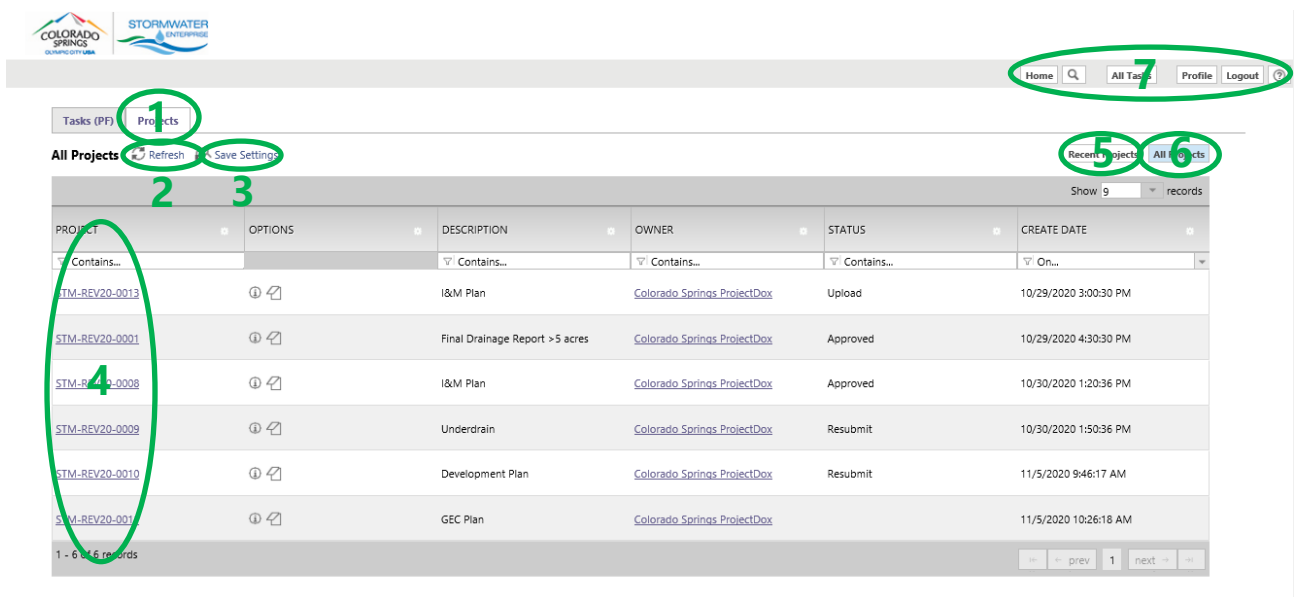 COLORADO SPRINGS OLYMPIC CITY USA
STORMWATER ENTERPRISE
Home All Tasks Profile Logout ?
7
Tasks (PF) Projects
1
All Projects Refresh Save Settings Recent Projects All Projects
5 6
2 3
Show 9 records
PROJECT OPTIONS DESCRIPTION OWNER STATUS CREATE DATE
Contains... Contains... Contains... Contains... On...
STM-REV20-0013 I&M Plan Colorado Springs ProjectDox Upload 10/29/2020 3:00:30 PM
STM-REV20-0001 Final Drainage Report >5 acres Colorado Springs ProjectDox Approved 10/29/2020 4:30:30 PM
STM-REV20-0008 I&M Plan Colorado Springs ProjectDox Approved 10/30/2020 1:20:36 PM
4
STM-REV20-0009 Underdrain Colorado Springs ProjectDox Resubmit 10/30/2020 1:50:36 PM
STM-REV20-0010 Development Plan Colorado Springs ProjectDox Resubmit 11/5/2020 9:46:17 AM
GEC Plan Colorado Springs ProjectDox 11/5/2020 10:26:18 AM
1 - 6 of 6 records prev 1 next